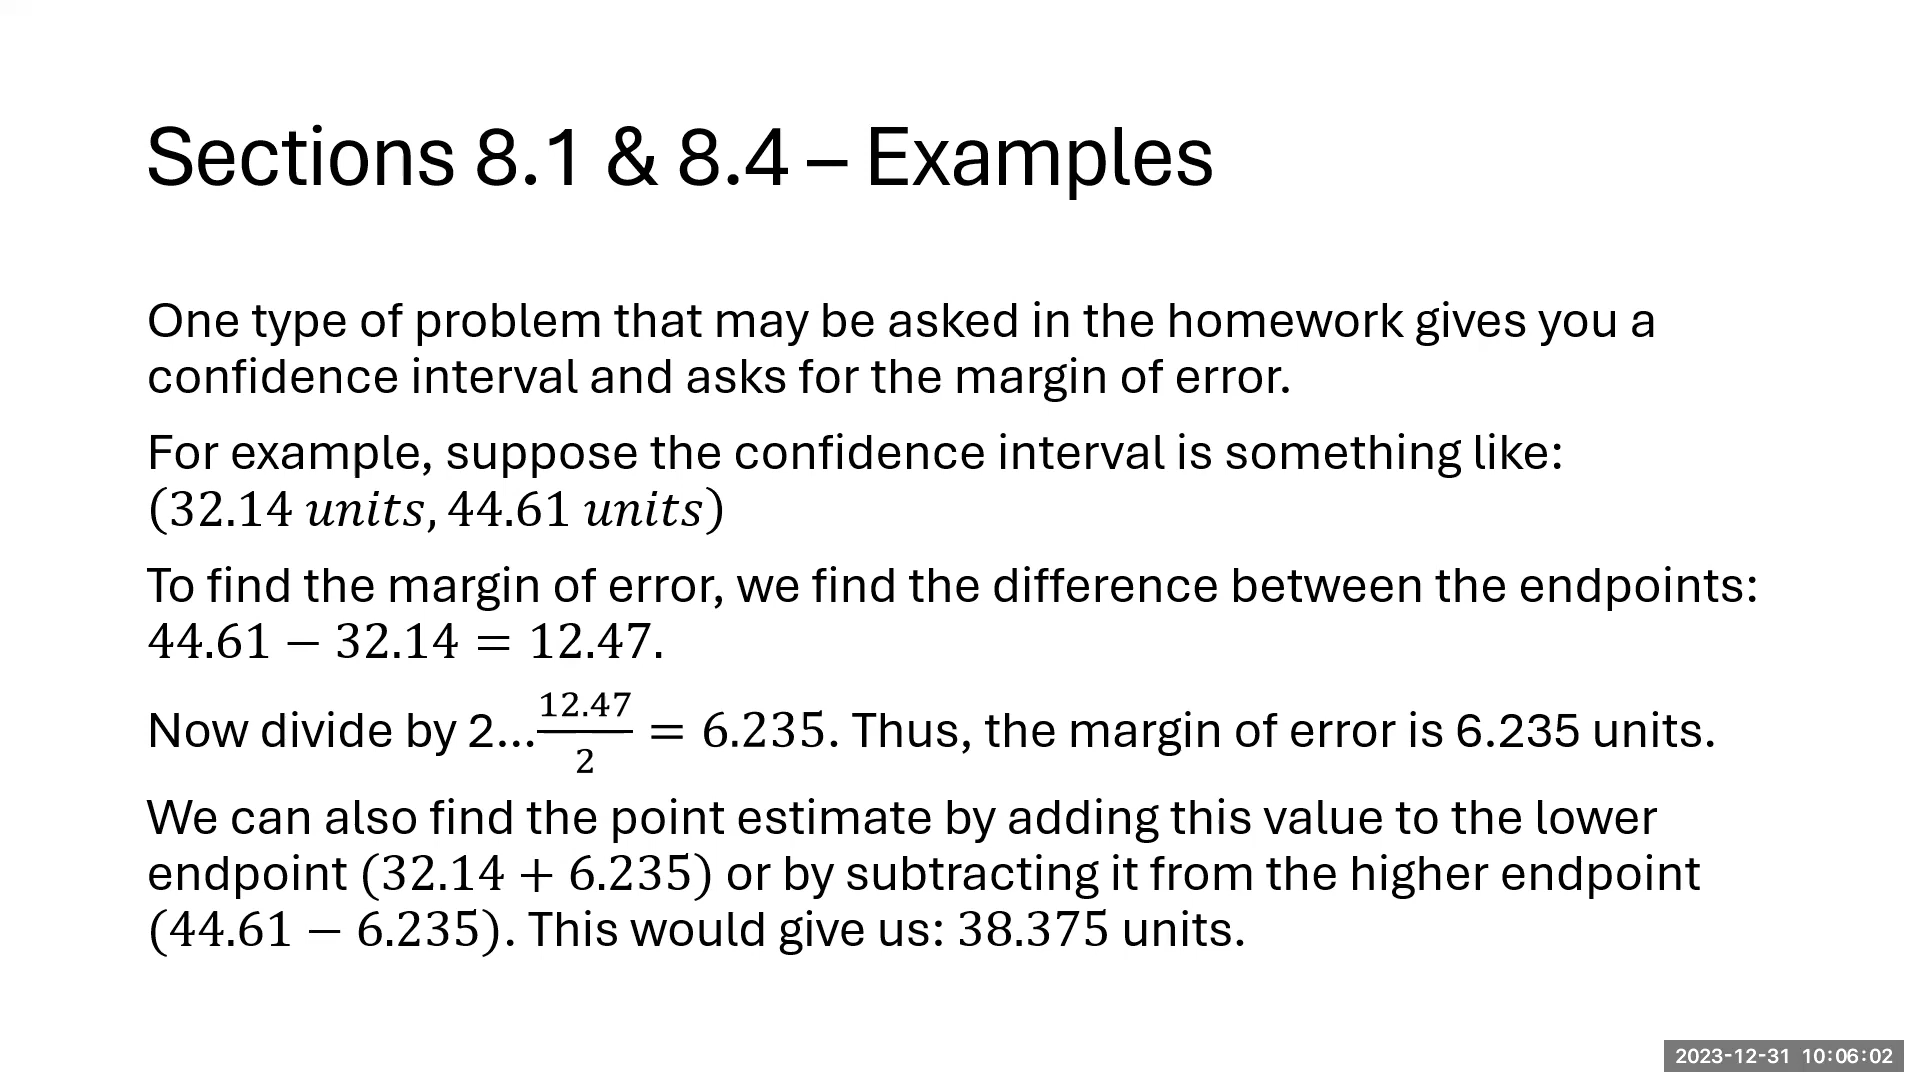 Sections 8.1 & 8.4 – Examples
One type of problem that may be asked in the homework gives you a
confidence interval and asks for the margin of error.
For example, suppose the confidence interval is something like:
(32.14 units, 44.61 units)
To find the margin of error, we find the difference between the endpoints:
44.61 − 32.14 = 12.47.
Now divide by 2…12.47/2 = 6.235. Thus, the margin of error is 6.235 units.
We can also find the point estimate by adding this value to the lower
endpoint (32.14 + 6.235) or by subtracting it from the higher endpoint
(44.61 − 6.235). This would give us: 38.375 units.
2023-12-31 10:06:02